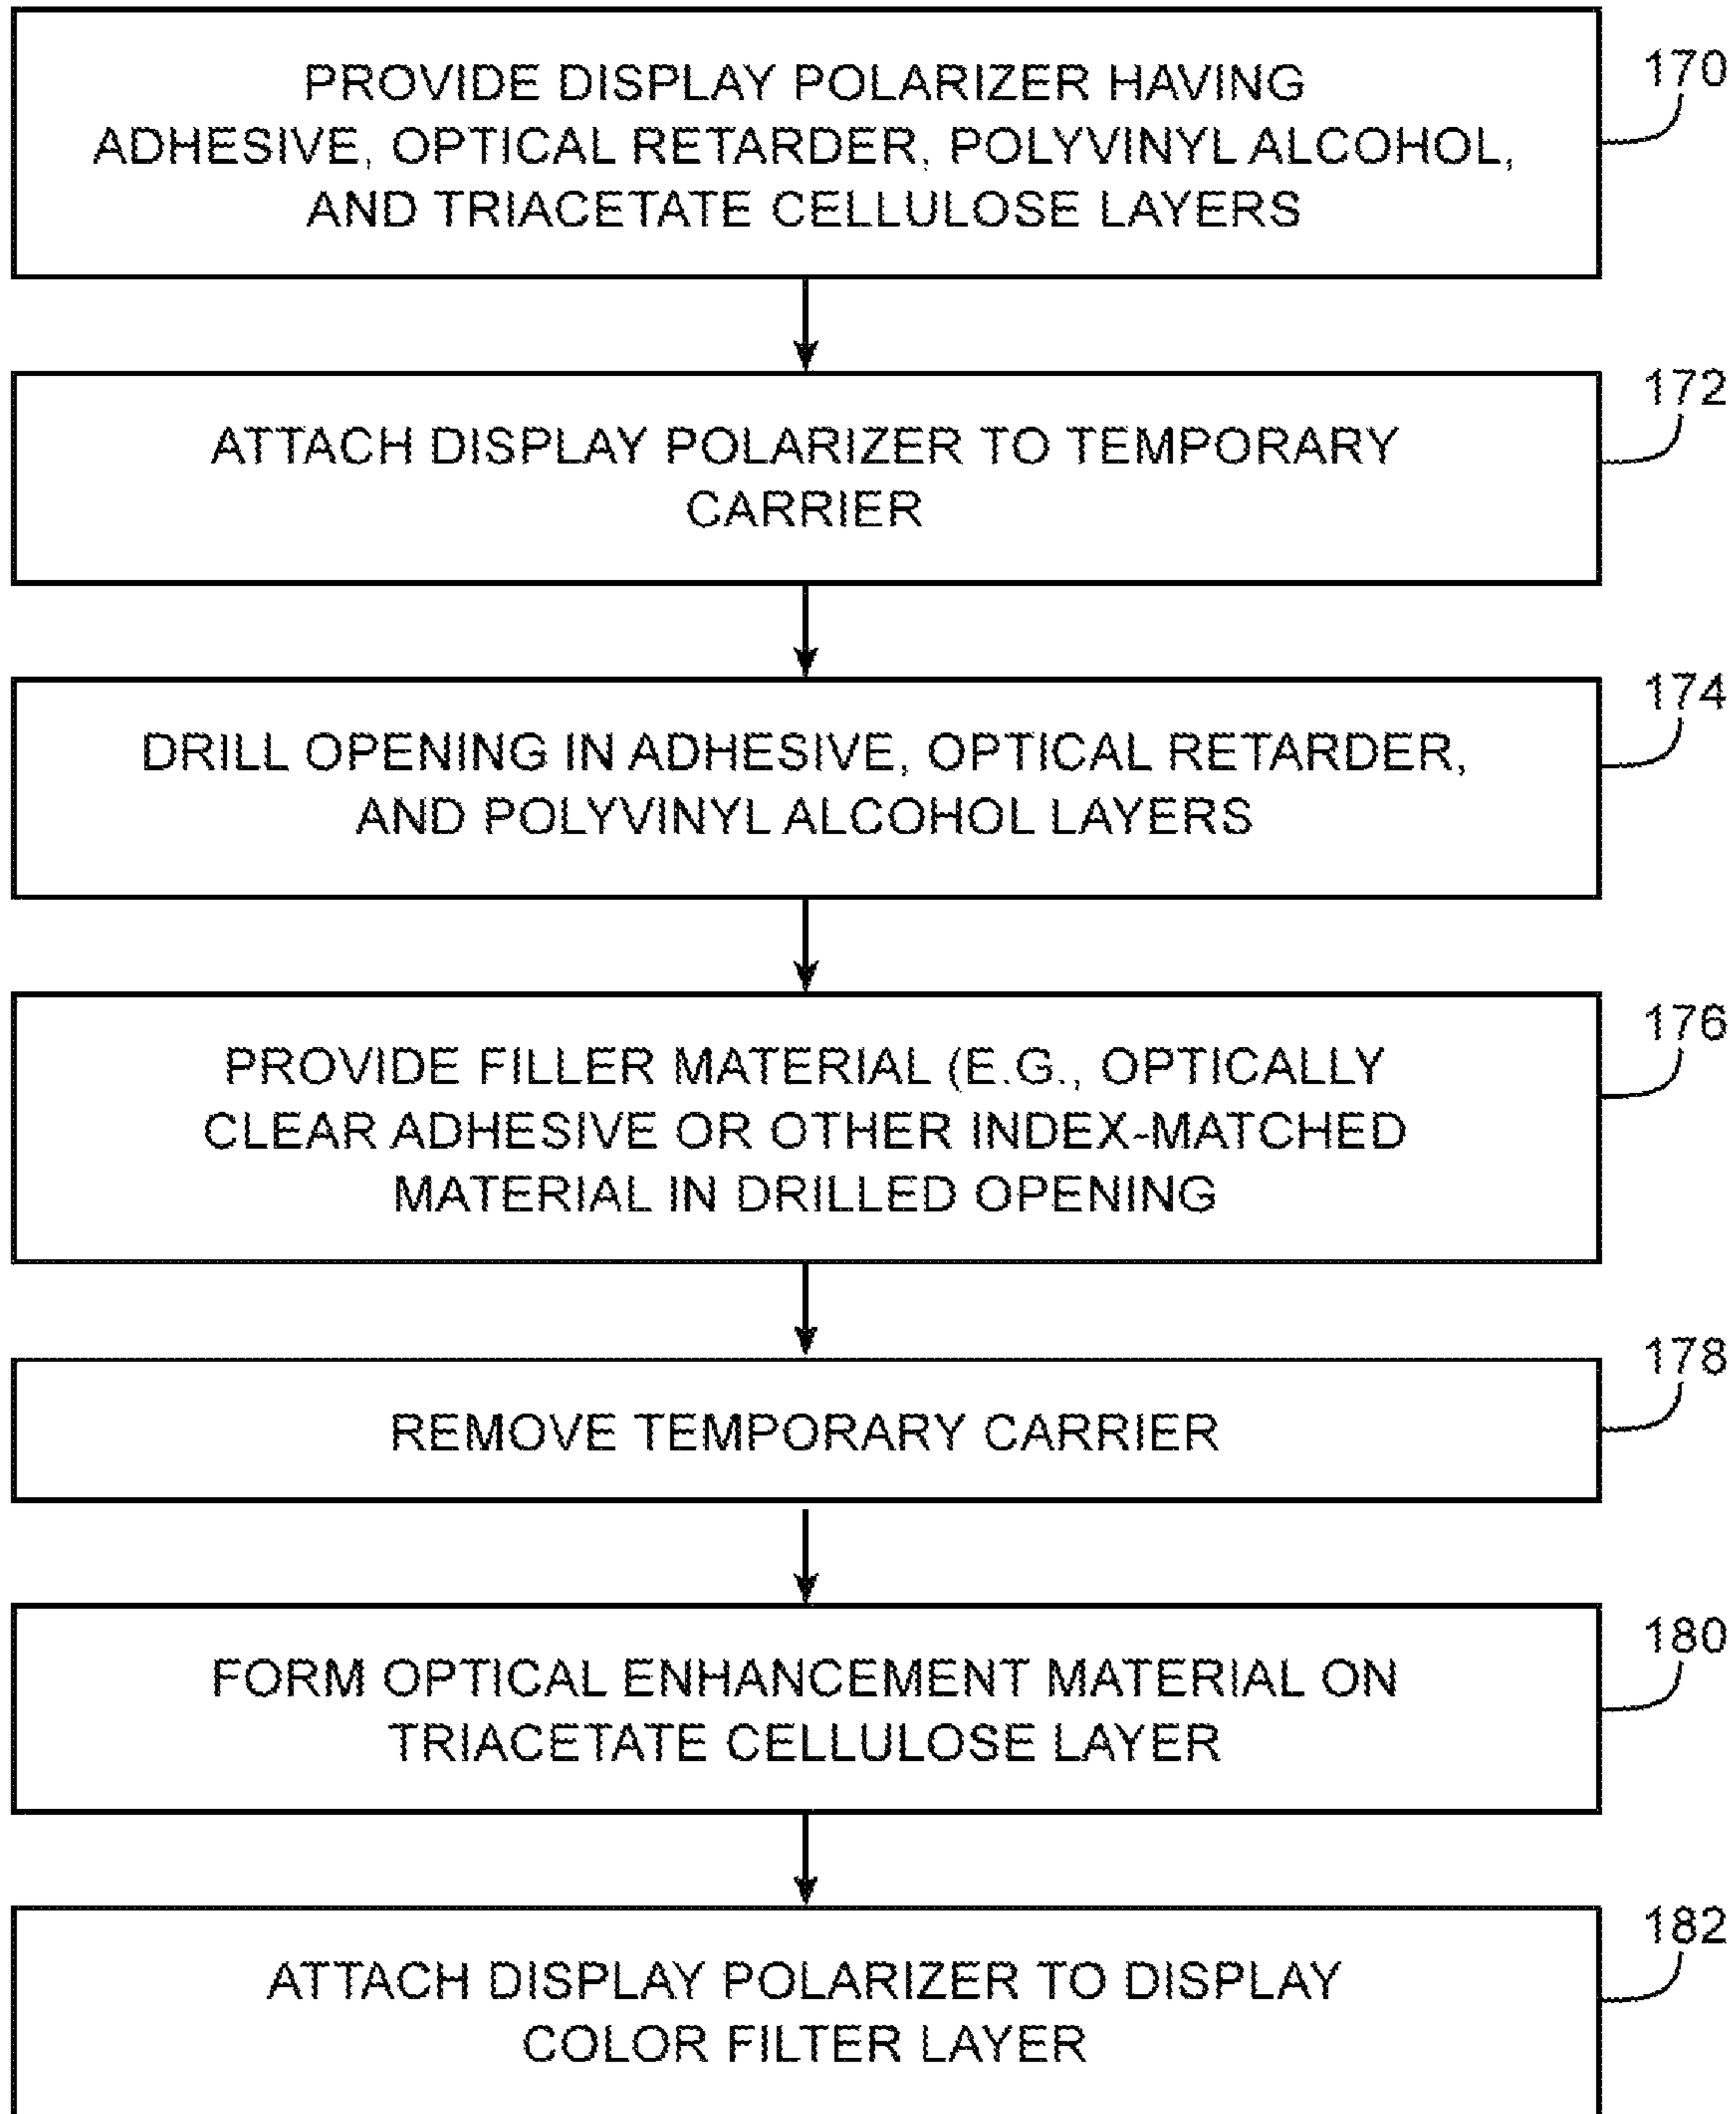 PROVIDE DISPLAY POLARIZER HAVING
ADHESIVE, OPTICAL RETARDER, POLYVINYL ALCOHOL,
AND TRIACETATE CELLULOSE LAYERS
170
ATTACH DISPLAY POLARIZER TO TEMPORARY
CARRIER
172
DRILL OPENING IN ADHESIVE, OPTICAL RETARDER,
AND POLYVINYL ALCOHOL LAYERS
174
PROVIDE FILLER MATERIAL (E.G., OPTICALLY
CLEAR ADHESIVE OR OTHER INDEX-MATCHED
MATERIAL IN DRILLED OPENING
176
REMOVE TEMPORARY CARRIER
178
FORM OPTICAL ENHANCEMENT MATERIAL ON
TRIACETATE CELLULOSE LAYER
180
ATTACH DISPLAY POLARIZER TO DISPLAY
COLOR FILTER LAYER
182